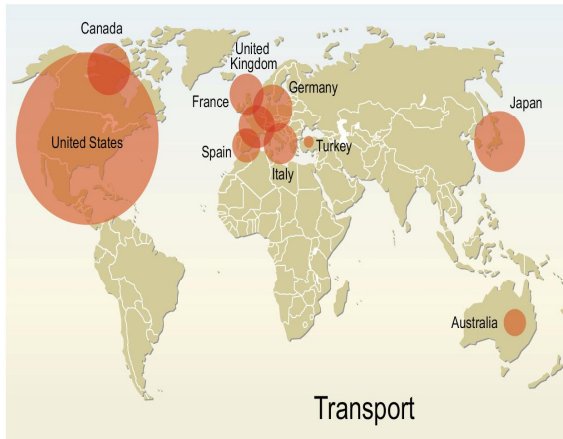 Canada
United
Kingdom
France
Germany
Japan
United States
Spain
Turkey
Italy
Australia
Transport